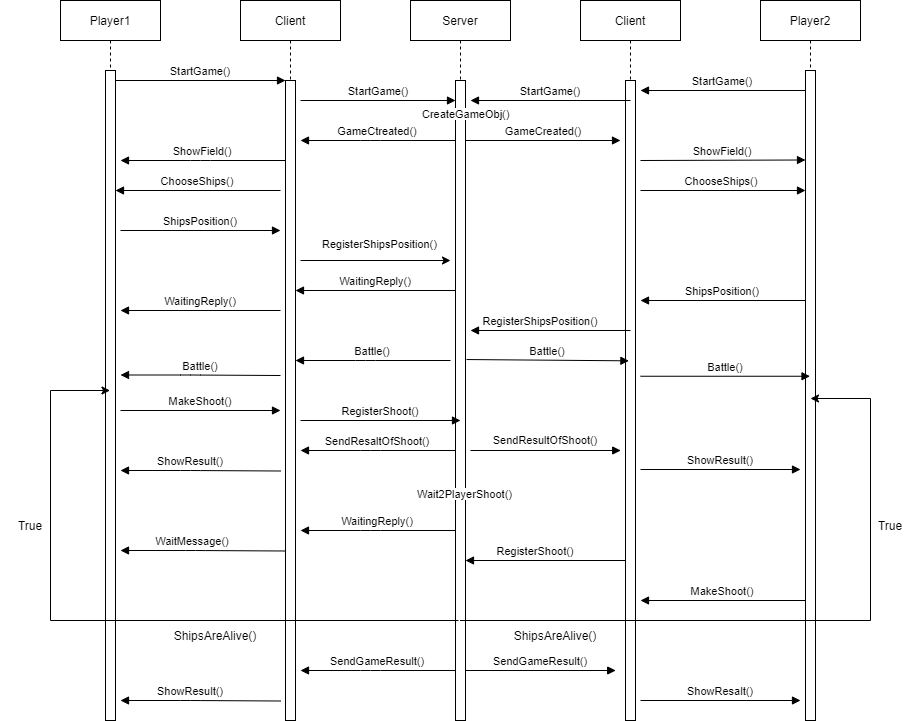 Player1
Client
Server
Client
Player2
StartGame()
StartGame()
StartGame()
StartGame()
CreateGameObj()
GameCtreated()
GameCreated()
ShowField()
ShowField()
ChooseShips()
ChooseShips()
ShipsPosition()
RegisterShipsPosition()
WaitingReply()
ShipsPosition()
WaitingReply()
RegisterShipsPosition()
Battle()
Battle()
Battle()
Battle()
MakeShoot()
RegisterShoot()
SendResaltOfShoot()
SendResultOfShoot()
ShowResult()
ShowResult()
Wait2PlayerShoot()
True
True
WaitingReply()
WaitMessage()
RegisterShoot()
MakeShoot()
ShipsAreAlive()
ShipsAreAlive()
SendGameResult()
SendGameResult()
ShowResult()
ShowResalt()